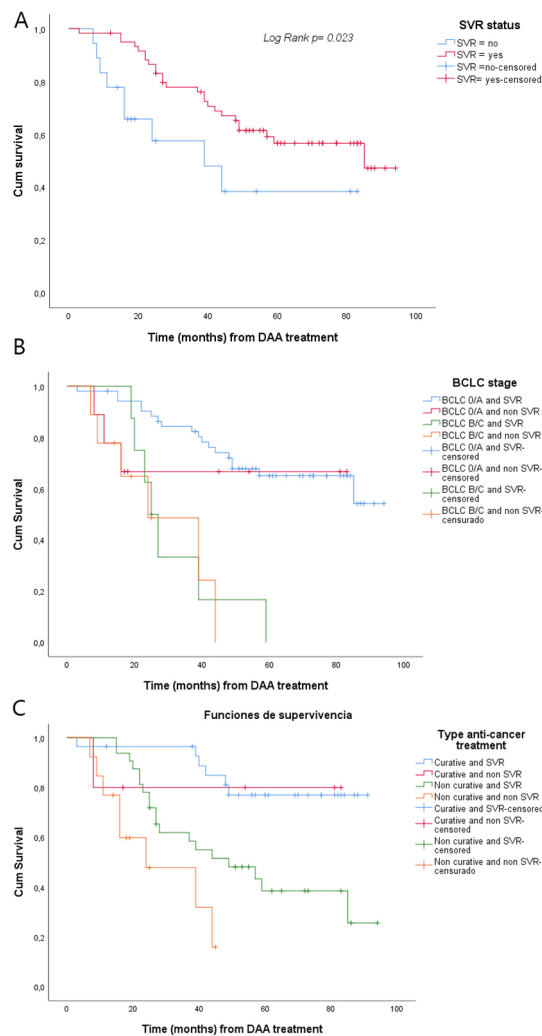 A
Log Rank p= 0.023
SVR status
SVR = no
SVR = yes
SVR =no-censored
SVR= yes-censored
Cum survival
1,0
0,8
0,6
0,4
0,2
0,0
0 20 40 60 80 100
Time (months) from DAA treatment
B
BCLC stage
BCLC 0/A and SVR
BCLC 0/A and non SVR
BCLC B/C and SVR
BCLC B/C and non SVR
BCLC 0/A and SVR-
censored
BCLC 0/A and non SVR-
censored
BCLC B/C and SVR-
censored
BCLC B/C and non SVR-
censurado
Cum Survival
1,0
0,8
0,6
0,4
0,2
0,0
0 20 40 60 80 100
Time (months) from DAA treatment
C
Funciones de supervivencia
Type anti-cancer
treatment
Curative and SVR
Curative and non SVR
Non curative and SVR
Non curative and non SVR
Curative and SVR-censored
Curative and non SVR-
censored
Non curative and SVR-
censored
Non curative and non SVR-
censurado
Cum Survival
1,0
0,8
0,6
0,4
0,2
0,0
0 20 40 60 80 100
Time (months) from DAA treatment